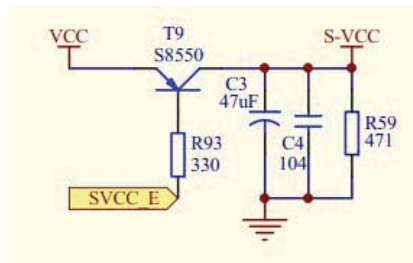 VCC
T9
S8550
S-VCC
C3
47uF
C4
104
R59
471
R93
330
SVCC_E